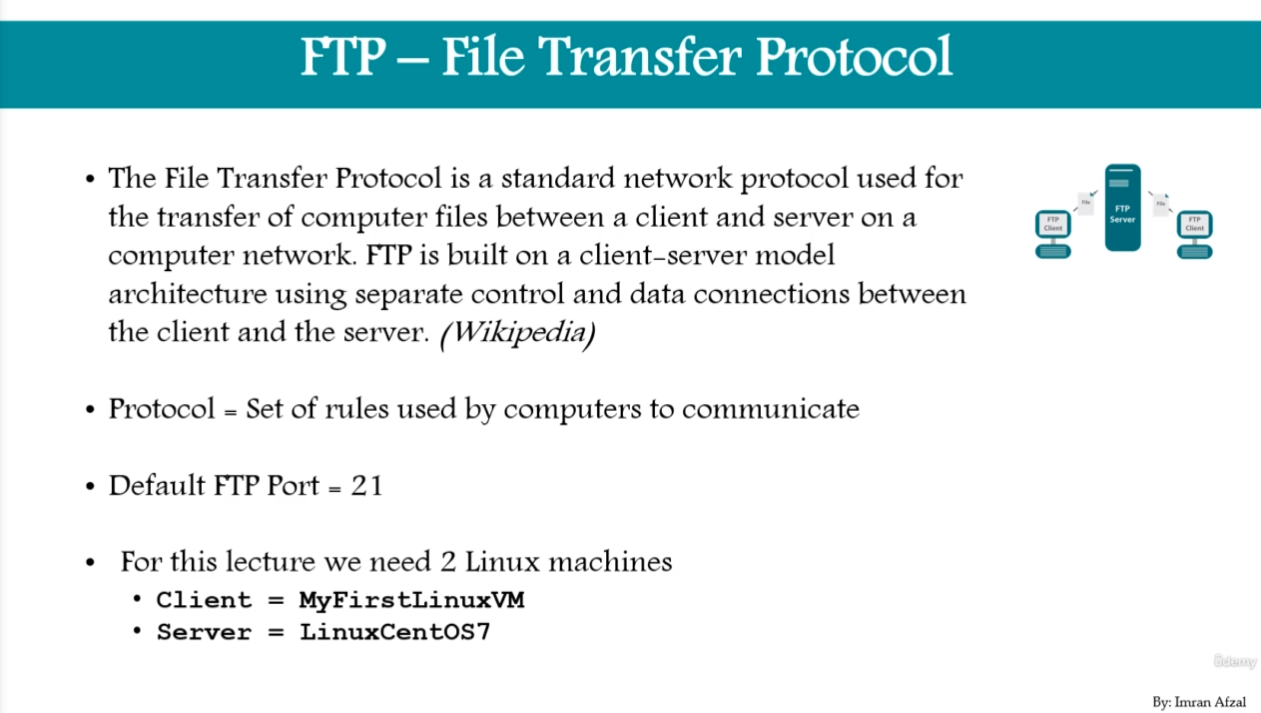 FTP – File Transfer Protocol
• The File Transfer Protocol is a standard network protocol used for
the transfer of computer files between a client and server on a
computer network. FTP is built on a client-server model
architecture using separate control and data connections between
the client and the server. (Wikipedia)
File
File
FTP
Server
FTP
Client
FTP
Client
• Protocol = Set of rules used by computers to communicate
• Default FTP Port = 21
• For this lecture we need 2 Linux machines
• Client = MyFirstLinuxVM
• Server = LinuxCentOS7
ûdemy
By: Imran Afzal